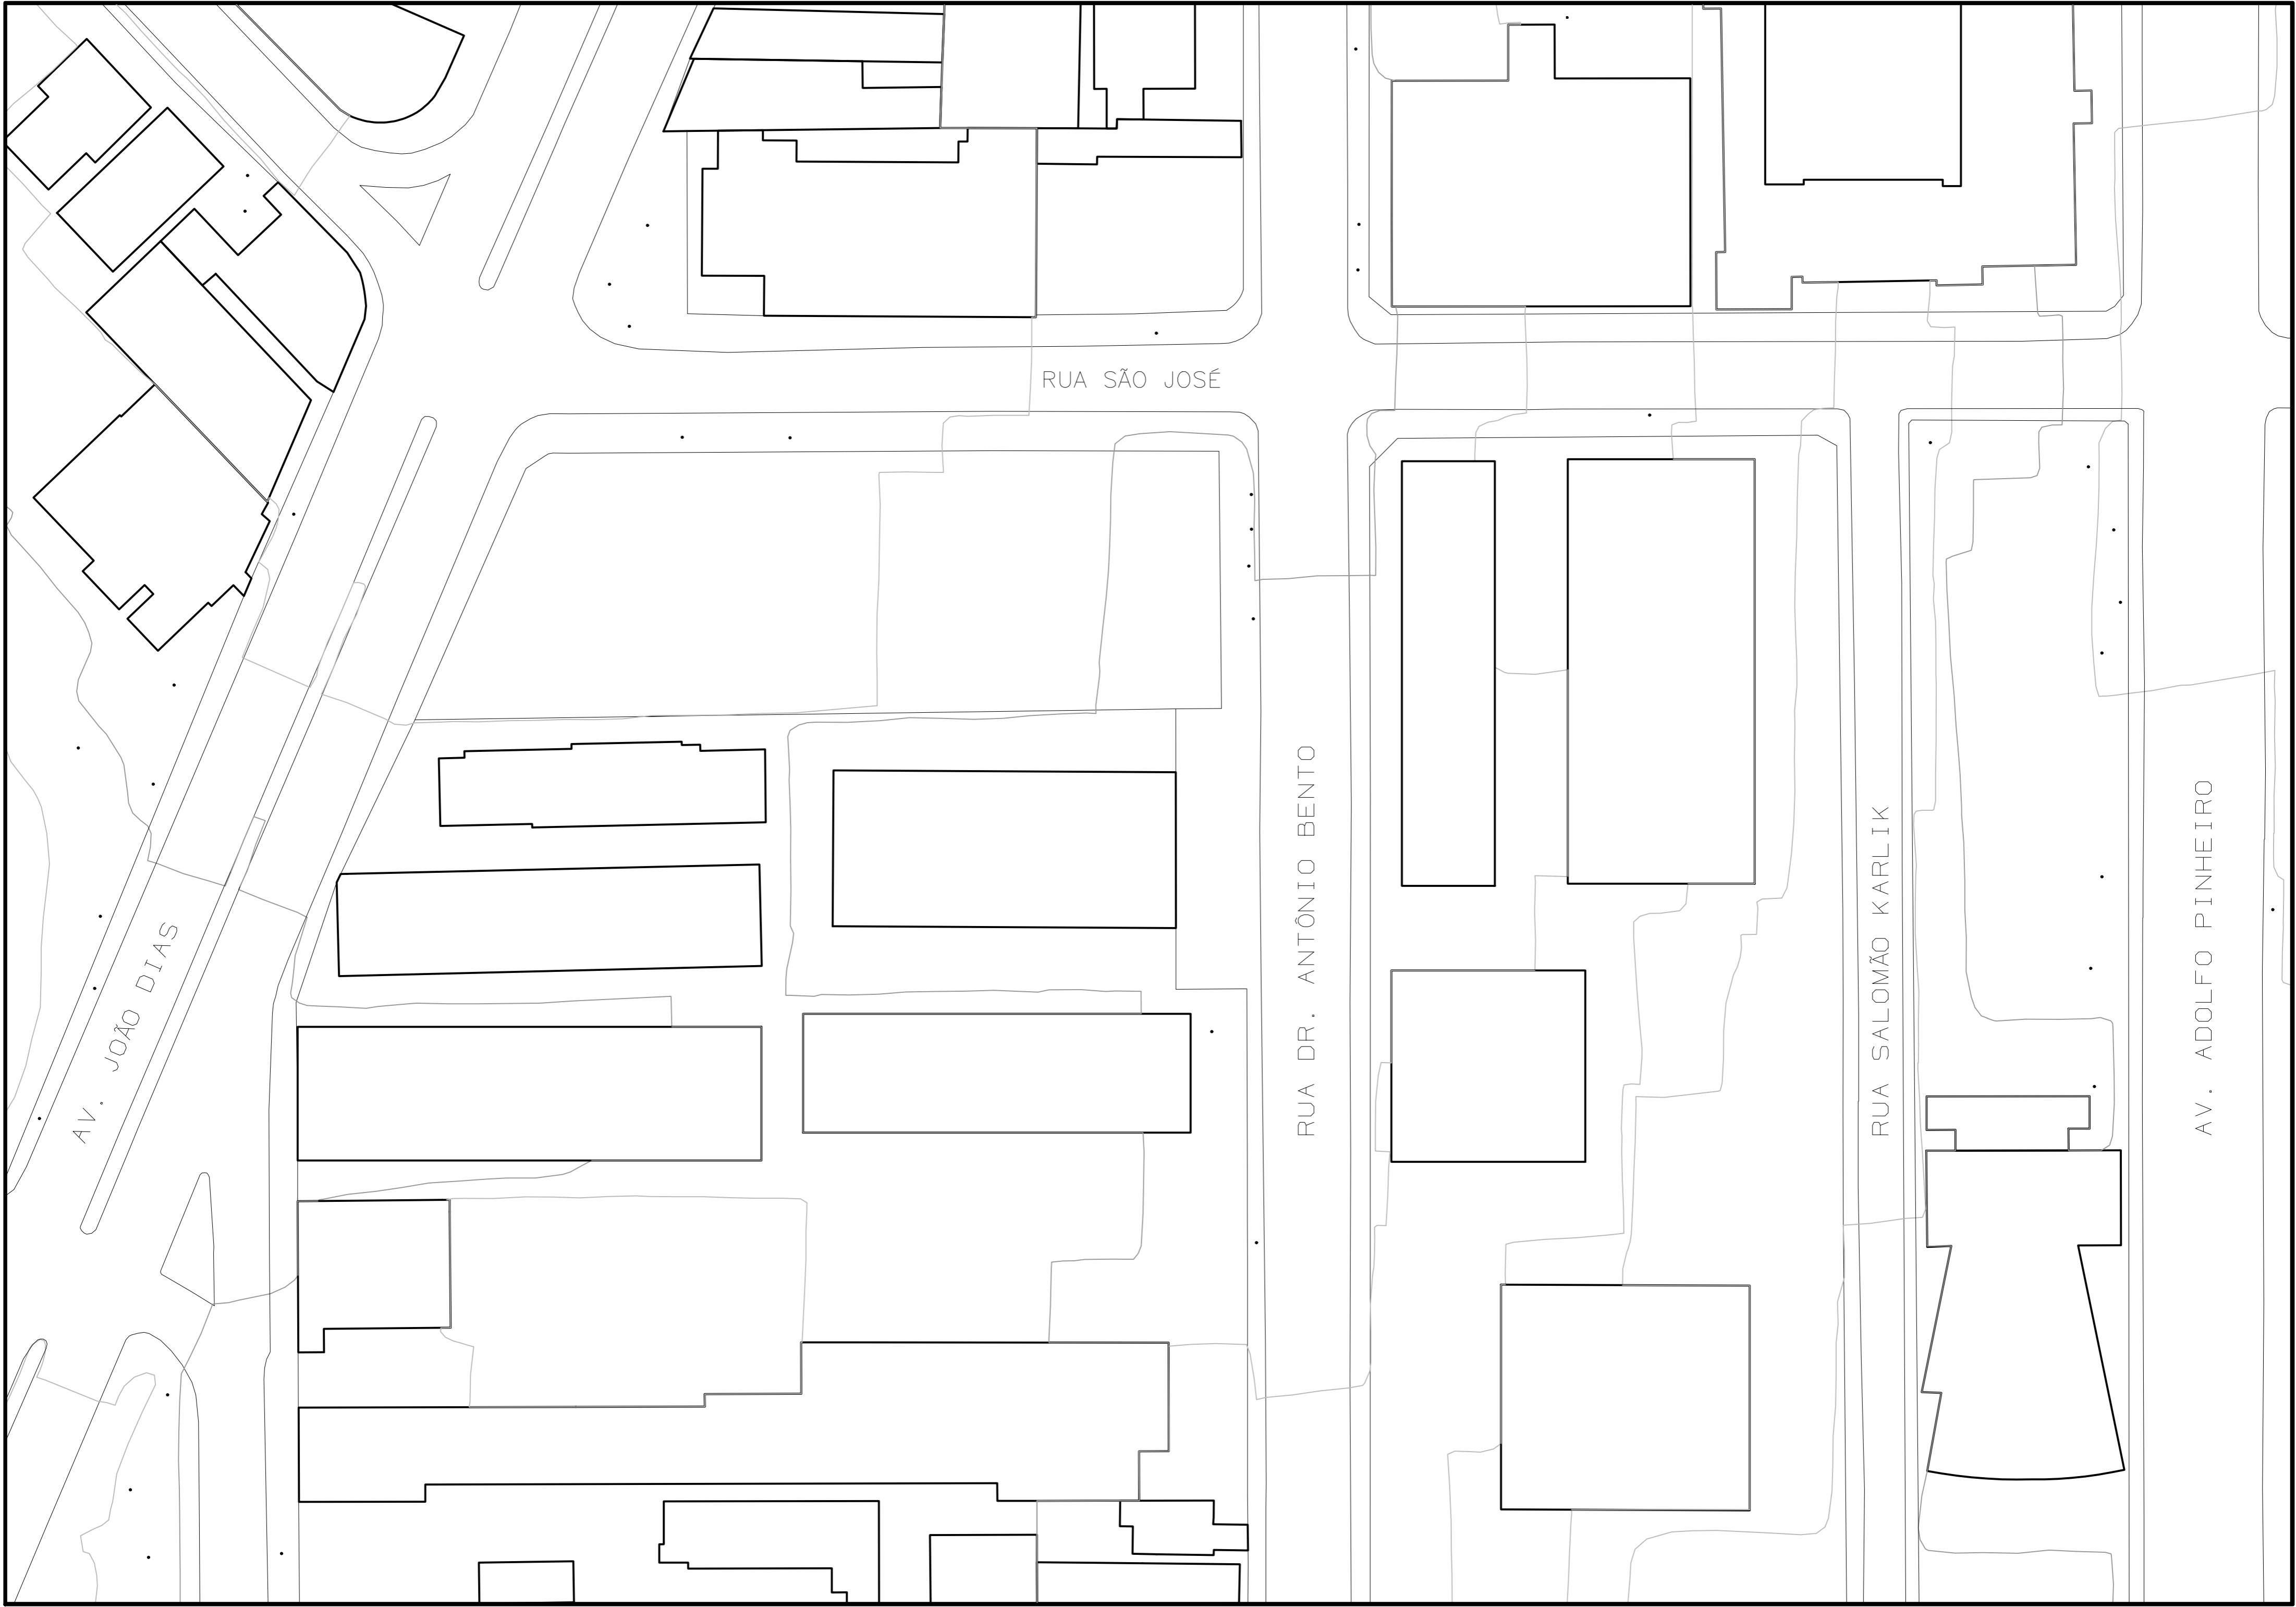 RUA SÃO JOSÉ
AV. JOÃO DIAS
RUA DR. ANTÔNIO BENTO
RUA SALOMÃO KARLIK
AV. ADOLFO PINHEIRO